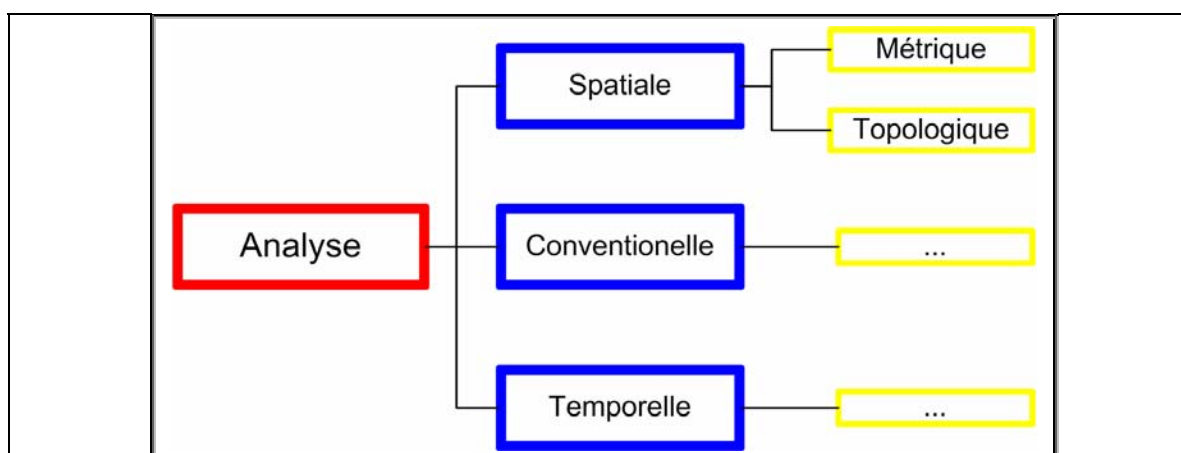 Analyse
Spatiale
Métrique
Topologique
Conventionelle
...
Temporelle
...